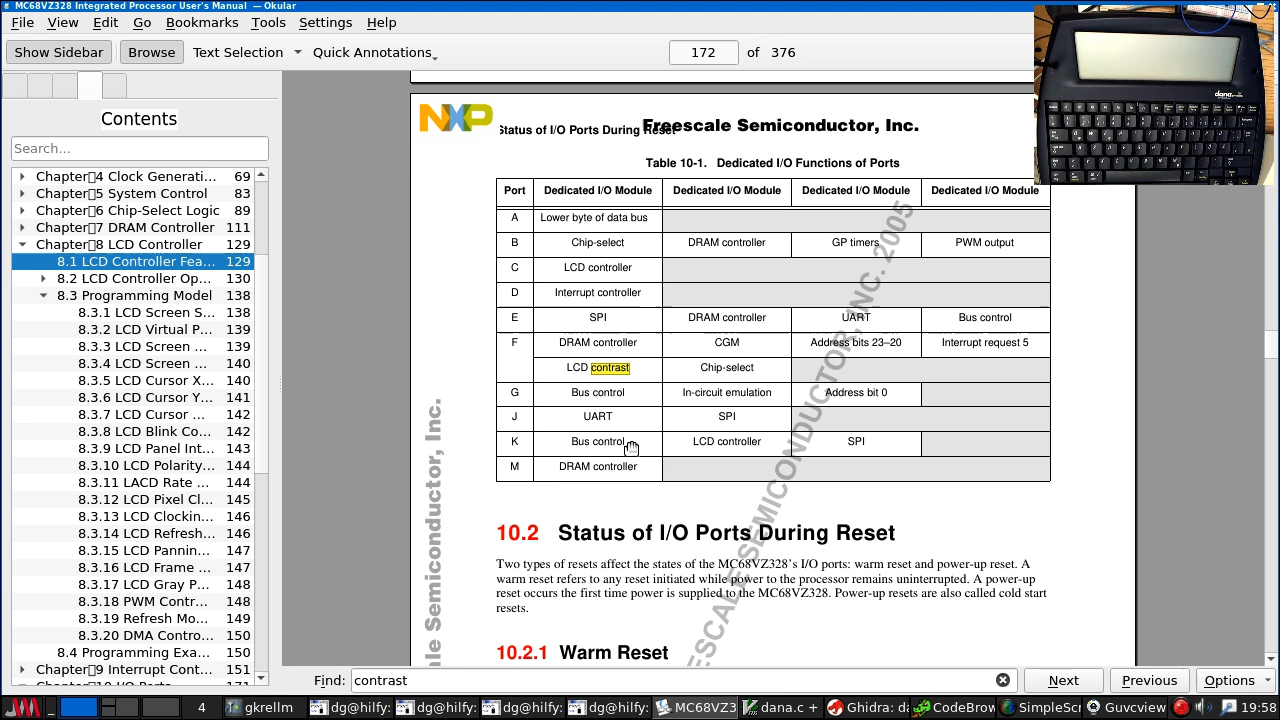 MC68VZ328 Integrated Processor User's Manual — Okular
File View Edit Go Bookmarks Tools Settings Help
Show Sidebar Browse Text Selection Quick Annotations 172 of 376
Contents
Search...
Chapter 4 Clock Generati... 69
Chapter 5 System Control 83
Chapter 6 Chip-Select Logic 89
Chapter 7 DRAM Controller 111
Chapter 8 LCD Controller 129
8.1 LCD Controller Fea... 129
8.2 LCD Controller Op... 130
8.3 Programming Model 138
8.3.1 LCD Screen S... 138
8.3.2 LCD Virtual P... 139
8.3.3 LCD Screen ... 139
8.3.4 LCD Screen ... 140
8.3.5 LCD Cursor X... 140
8.3.6 LCD Cursor Y... 141
8.3.7 LCD Cursor ... 142
8.3.8 LCD Blink Co... 142
8.3.9 LCD Panel Int... 143
8.3.10 LCD Polarity... 144
8.3.11 LACD Rate ... 144
8.3.12 LCD Pixel Cl... 145
8.3.13 LCD Clockin... 146
8.3.14 LCD Refresh... 146
8.3.15 LCD Pannin... 147
8.3.16 LCD Frame ... 147
8.3.17 LCD Gray P... 148
8.3.18 PWM Contr... 148
8.3.19 Refresh Mo... 149
8.3.20 DMA Contro... 150
8.4 Programming Exa... 150
Chapter 9 Interrupt Cont... 151
NXP
Status of I/O Ports During Reset
Freescale Semiconductor, Inc.
Table 10-1. Dedicated I/O Functions of Ports
Port Dedicated I/O Module Dedicated I/O Module Dedicated I/O Module Dedicated I/O Module
A Lower byte of data bus
B Chip-select DRAM controller GP timers PWM output
C LCD controller
D Interrupt controller
E SPI DRAM controller UART Bus control
F DRAM controller CGM Address bits 23–20 Interrupt request 5
LCD contrast Chip-select
G Bus control In-circuit emulation Address bit 0
J UART SPI
K Bus control LCD controller SPI
M DRAM controller
10.2 Status of I/O Ports During Reset
Two types of resets affect the states of the MC68VZ328's I/O ports: warm reset and power-up reset. A
warm reset refers to any reset initiated while power to the processor remains uninterrupted. A power-up
reset occurs the first time power is supplied to the MC68VZ328. Power-up resets are also called cold start
resets.
10.2.1 Warm Reset
ale Semiconductor, Inc.
ESCALE SEMICONDUCTOR, INC. 2005
dana
Find: contrast Next Previous Options
4 gkrellm dg@hilfy: dg@hilfy: dg@hilfy: dg@hilfy: MC68VZ3 dana.c + Ghidra: da CodeBrow SimpleScr Guvcview 19:58